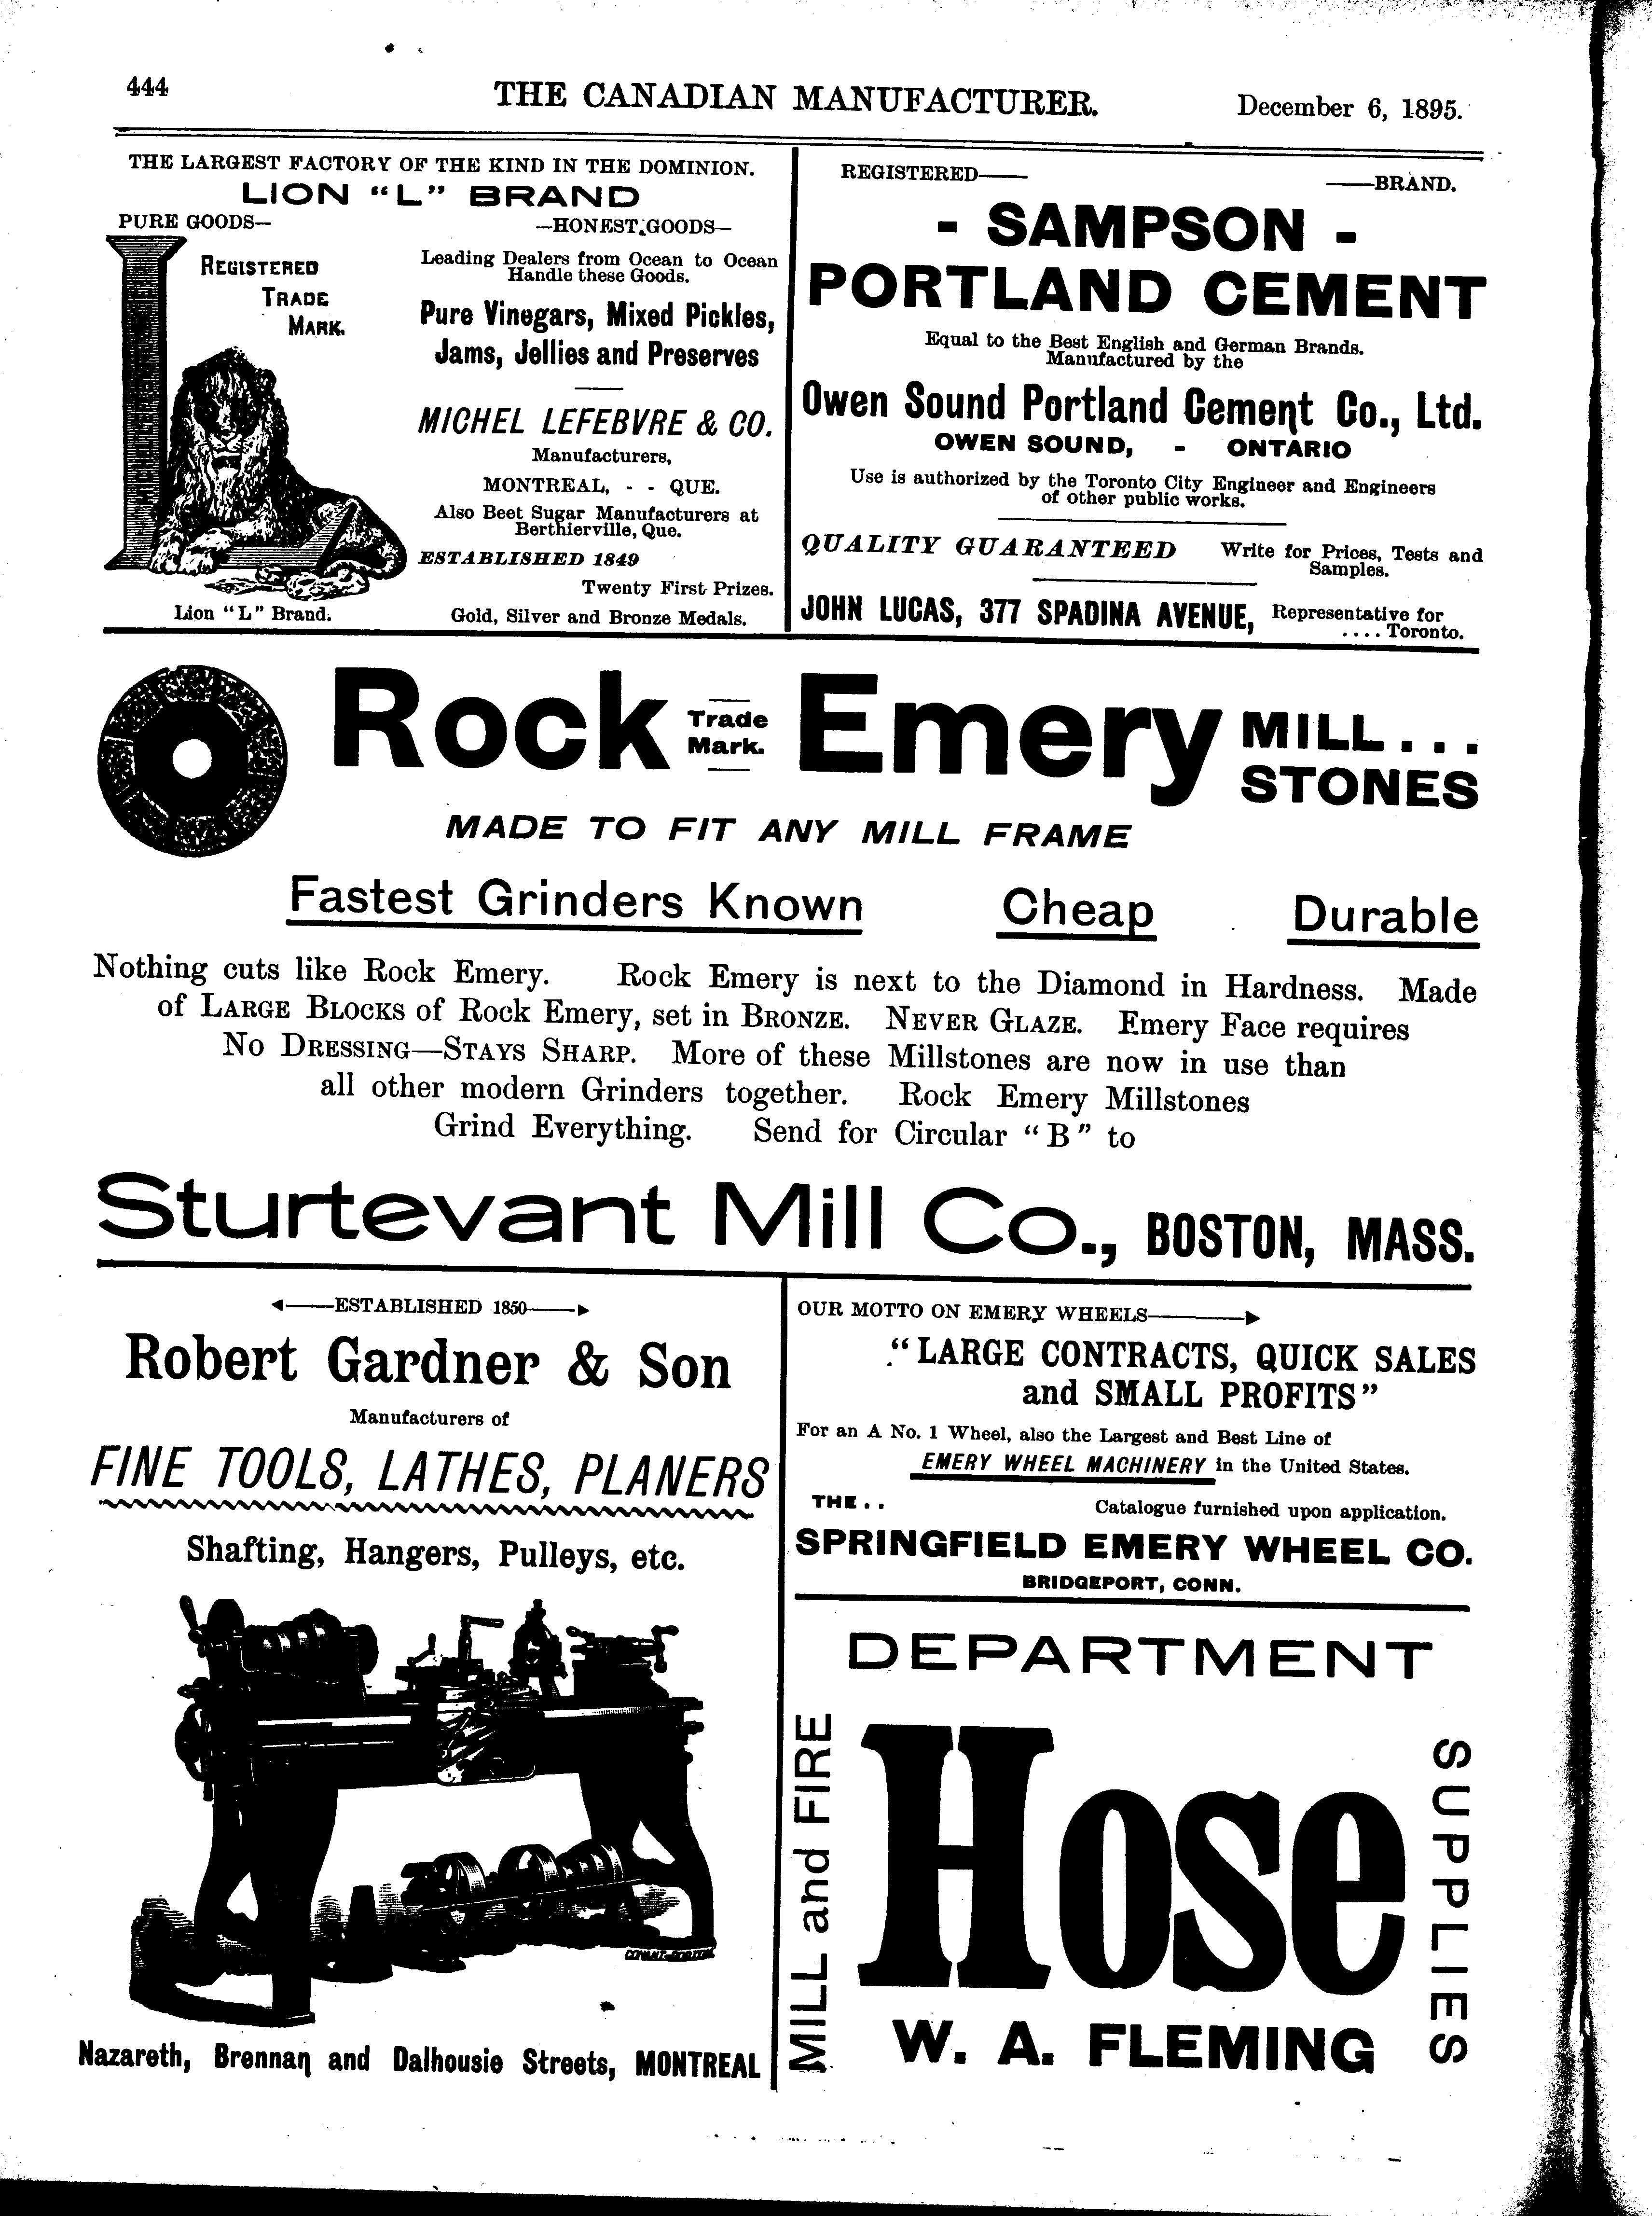 444
THE CANADIAN MANUFACTURER.
December 6, 1895.
THE LARGEST FACTORY OF THE KIND IN THE DOMINION.
LION "L" BRAND
PURE GOODS—
—HONEST GOODS—
REGISTERED
TRADE
MARK.
Leading Dealers from Ocean to Ocean
Handle these Goods.
Pure Vinegars, Mixed Pickles,
Jams, Jellies and Preserves
MICHEL LEFEBVRE & CO.
Manufacturers,
MONTREAL, - - QUE.
Also Beet Sugar Manufacturers at
Berthierville, Que.
ESTABLISHED 1849
Twenty First Prizes.
Lion "L" Brand.
Gold, Silver and Bronze Medals.
REGISTERED——
——BRAND.
- SAMPSON -
PORTLAND CEMENT
Equal to the Best English and German Brands.
Manufactured by the
Owen Sound Portland Cement Co., Ltd.
OWEN SOUND, - ONTARIO
Use is authorized by the Toronto City Engineer and Engineers
of other public works.
QUALITY GUARANTEED
Write for Prices, Tests and
Samples.
JOHN LUCAS, 377 SPADINA AVENUE,
Representative for
.... Toronto.
Rock Trade Mark. Emery MILL...
STONES
MADE TO FIT ANY MILL FRAME
Fastest Grinders Known Cheap Durable
Nothing cuts like Rock Emery. Rock Emery is next to the Diamond in Hardness. Made
of LARGE BLOCKS of Rock Emery, set in BRONZE. NEVER GLAZE. Emery Face requires
NO DRESSING—STAYS SHARP. More of these Millstones are now in use than
all other modern Grinders together. Rock Emery Millstones
Grind Everything. Send for Circular "B" to
Sturtevant Mill Co., BOSTON, MASS.
ESTABLISHED 1850
Robert Gardner & Son
Manufacturers of
FINE TOOLS, LATHES, PLANERS
Shafting, Hangers, Pulleys, etc.
Nazareth, Brennan and Dalhousie Streets, MONTREAL
OUR MOTTO ON EMERY WHEELS——
"LARGE CONTRACTS, QUICK SALES
and SMALL PROFITS"
For an A No. 1 Wheel, also the Largest and Best Line of
EMERY WHEEL MACHINERY in the United States.
THE..
Catalogue furnished upon application.
SPRINGFIELD EMERY WHEEL CO.
BRIDGEPORT, CONN.
DEPARTMENT
MILL and FIRE
Hose
SUPPLIES
W. A. FLEMING